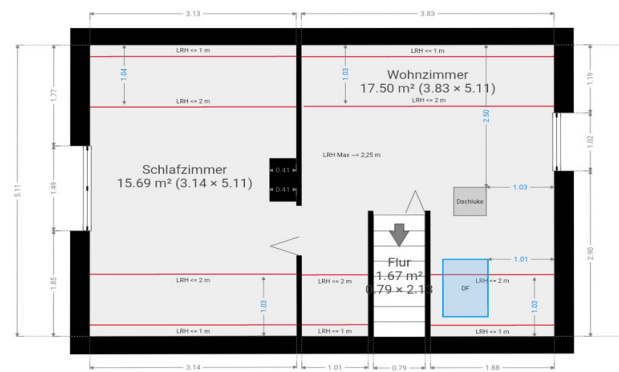 3.13
3.83
LRH <= 1 m
LRH <= 1 m
1.04
1.03
Wohnzimmer
17.50 m² (3.83 × 5.11)
1.19
1.77
LRH <= 2 m
LRH <= 2 m
2.50
1.02
LRH Max ~= 2,25 m
5.11
Schlafzimmer
15.69 m² (3.14 × 5.11)
0.41
0.41
1.49
1.03
Dachluke
2.90
1.01
Flur
1.67 m²
0.79 × 2.13
1.85
LRH <= 2 m
LRH <= 2 m
LRH <= 2 m
DF
1.03
1.03
LRH <= 1 m
LRH <= 1 m
LRH <= 1 m
3.14
1.01
0.79
1.88